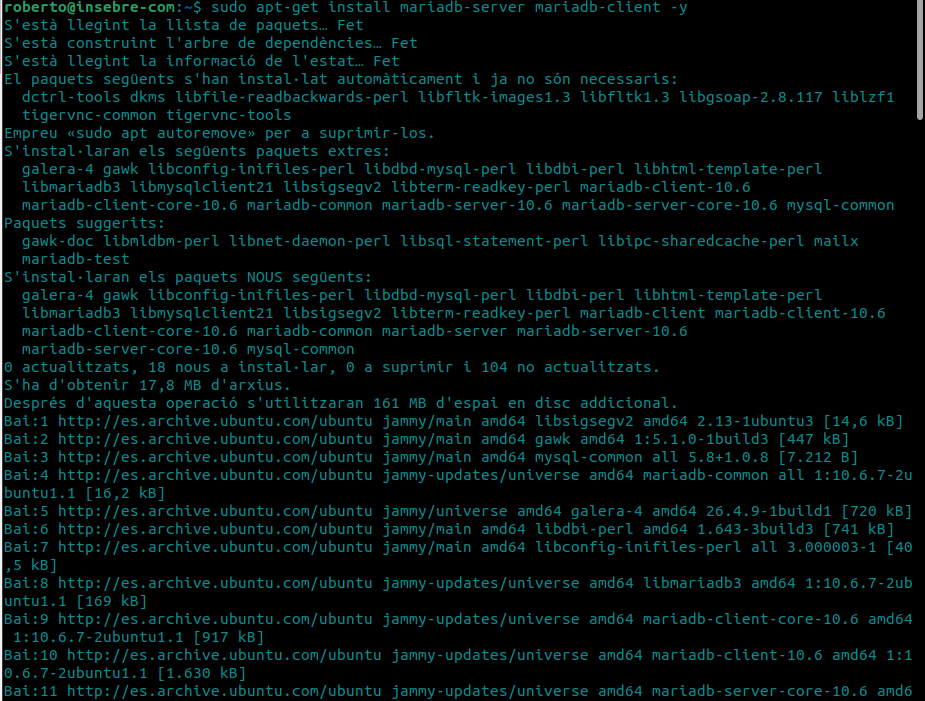 roberto@insebre-com:~$ sudo apt-get install mariadb-server mariadb-client -y
S'està llegint la llista de paquets… Fet
S'està construint l'arbre de dependències… Fet
S'està llegint la informació de l'estat… Fet
El paquets següents s'han instal·lat automàticament i ja no són necessaris:
  dctrl-tools dkms libfile-readbackwards-perl libfltk-images1.3 libfltk1.3 libgsoap-2.8.117 liblzf1
  tigervnc-common tigervnc-tools
Empreu «sudo apt autoremove» per a suprimir-los.
S'instal·laran els següents paquets extres:
  galera-4 gawk libconfig-inifiles-perl libdbd-mysql-perl libdbi-perl libhtml-template-perl
  libmariadb3 libmysqlclient21 libsigsegv2 libterm-readkey-perl mariadb-client-10.6
  mariadb-client-core-10.6 mariadb-common mariadb-server-10.6 mariadb-server-core-10.6 mysql-common
Paquets suggerits:
  gawk-doc libmldbm-perl libnet-daemon-perl libsql-statement-perl libipc-sharedcache-perl mailx
  mariadb-test
S'instal·laran els paquets NOUS següents:
  galera-4 gawk libconfig-inifiles-perl libdbd-mysql-perl libdbi-perl libhtml-template-perl
  libmariadb3 libmysqlclient21 libsigsegv2 libterm-readkey-perl mariadb-client mariadb-client-10.6
  mariadb-client-core-10.6 mariadb-common mariadb-server mariadb-server-10.6
  mariadb-server-core-10.6 mysql-common
0 actualitzats, 18 nous a instal·lar, 0 a suprimir i 104 no actualitzats.
S'ha d'obtenir 17,8 MB d'arxius.
Després d'aquesta operació s'utilitzaran 161 MB d'espai en disc addicional.
Bai:1 http://es.archive.ubuntu.com/ubuntu jammy/main amd64 libsigsegv2 amd64 2.13-1ubuntu3 [14,6 kB]
Bai:2 http://es.archive.ubuntu.com/ubuntu jammy/main amd64 gawk amd64 1:5.1.0-1build3 [447 kB]
Bai:3 http://es.archive.ubuntu.com/ubuntu jammy/main amd64 mysql-common all 5.8+1.0.8 [7.212 B]
Bai:4 http://es.archive.ubuntu.com/ubuntu jammy-updates/universe amd64 mariadb-common all 1:10.6.7-2u
buntu1.1 [16,2 kB]
Bai:5 http://es.archive.ubuntu.com/ubuntu jammy/universe amd64 galera-4 amd64 26.4.9-1build1 [720 kB]
Bai:6 http://es.archive.ubuntu.com/ubuntu jammy/main amd64 libdbi-perl amd64 1.643-3build3 [741 kB]
Bai:7 http://es.archive.ubuntu.com/ubuntu jammy/main amd64 libconfig-inifiles-perl all 3.000003-1 [40
,5 kB]
Bai:8 http://es.archive.ubuntu.com/ubuntu jammy-updates/universe amd64 libmariadb3 amd64 1:10.6.7-2ub
untu1.1 [169 kB]
Bai:9 http://es.archive.ubuntu.com/ubuntu jammy-updates/universe amd64 mariadb-client-core-10.6 amd64
 1:10.6.7-2ubuntu1.1 [917 kB]
Bai:10 http://es.archive.ubuntu.com/ubuntu jammy-updates/universe amd64 mariadb-client-10.6 amd64 1:1
0.6.7-2ubuntu1.1 [1.630 kB]
Bai:11 http://es.archive.ubuntu.com/ubuntu jammy-updates/universe amd64 mariadb-server-core-10.6 amd6